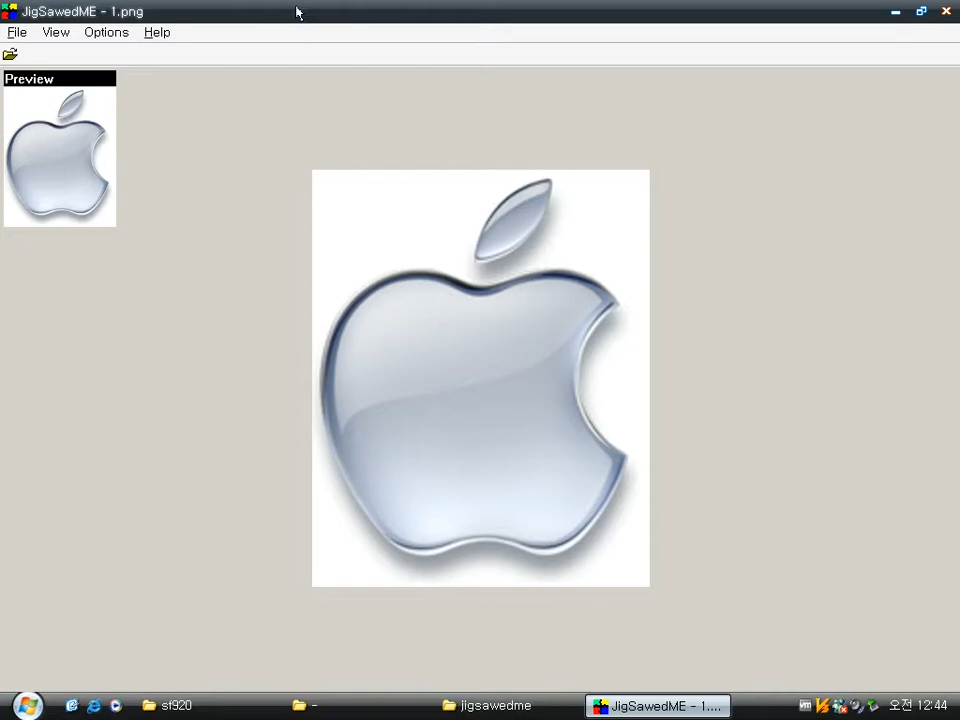 JigSawedME - 1.png
File View Options Help
Preview
sf920 - jigsawedme JigSawedME - 1.... 오전 12:44